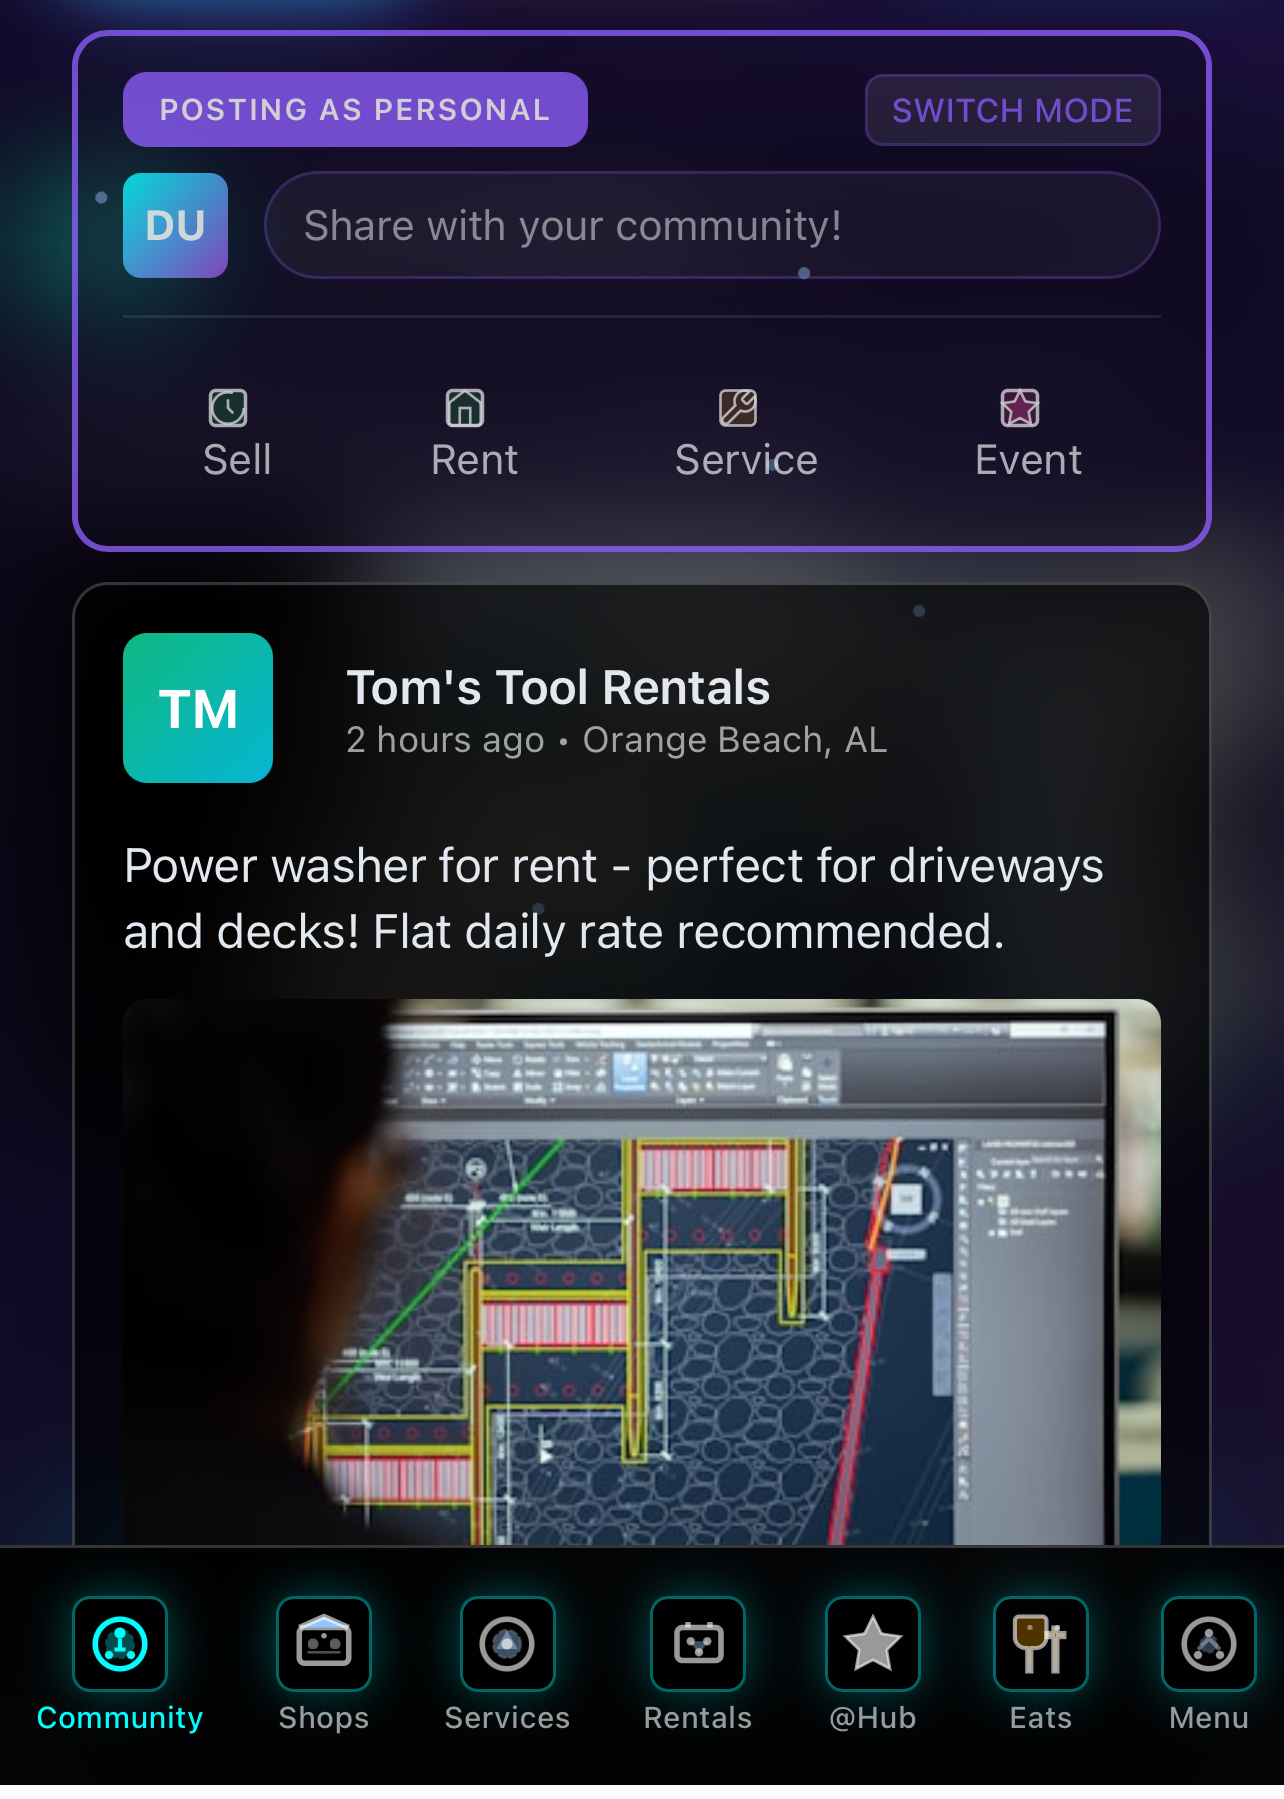 POSTING AS PERSONAL
SWITCH MODE
DU
Share with your community!
Sell
Rent
Service
Event
TM
Tom's Tool Rentals
2 hours ago • Orange Beach, AL
Power washer for rent - perfect for driveways
and decks! Flat daily rate recommended.
Community
Shops
Services
Rentals
@Hub
Eats
Menu